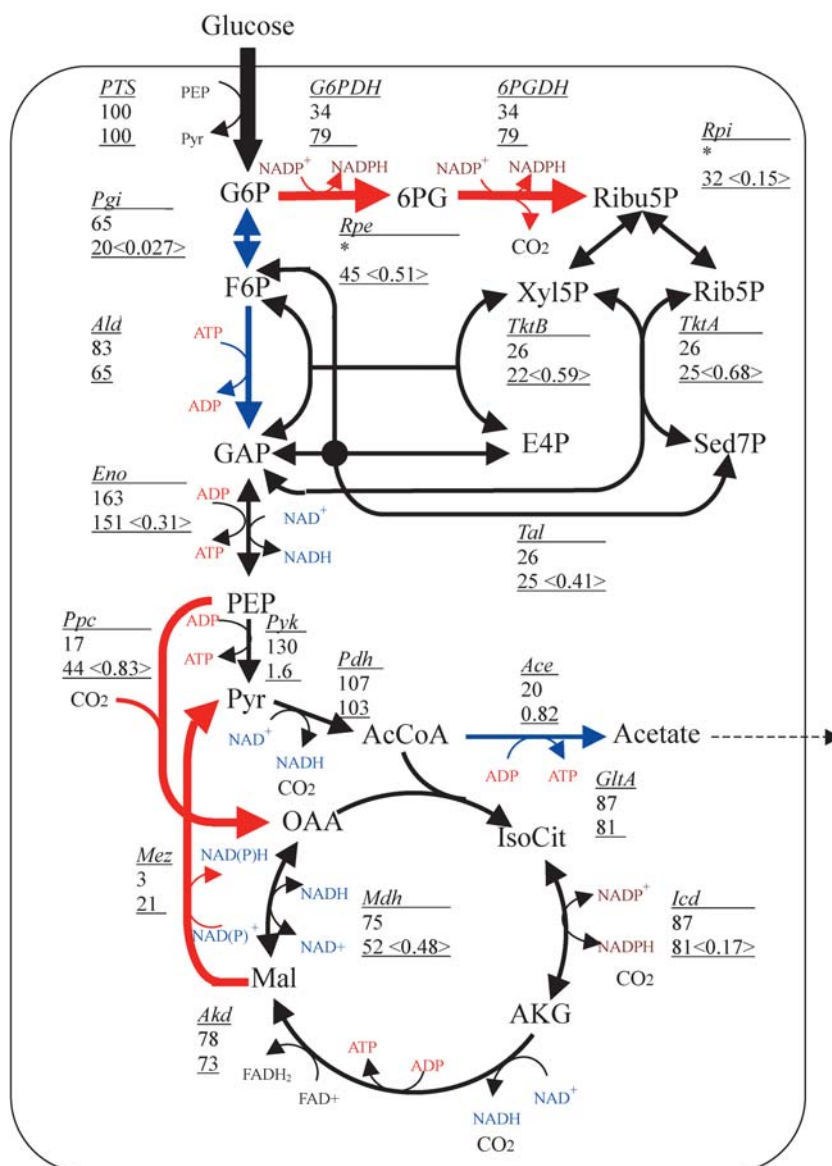 Glucose
PTS
100
100
PEP
Pyr
G6PDH
34
79
6PGDH
34
79
Rpi
*
32 <0.15>
NADP+
NADPH
NADP+
NADPH
G6P
6PG
Ribu5P
CO2
Pgi
65
20<0.027>
Rpe
*
45 <0.51>
F6P
Xyl5P
Rib5P
Ald
83
65
ATP
ADP
TktB
26
22<0.59>
TktA
26
25<0.68>
GAP
E4P
Sed7P
Eno
163
151 <0.31>
ADP
ATP
NAD+
NADH
Tal
26
25 <0.41>
PEP
Ppc
17
44 <0.83>
CO2
ADP
ATP
Pyk
130
1.6
Pdh
107
103
Ace
20
0.82
Pyr
NAD+
NADH
CO2
AcCoA
Acetate
ADP
ATP
GltA
87
81
OAA
IsoCit
Mez
3
21
NAD(P)H
NAD(P)+
NADH
NAD+
Mdh
75
52 <0.48>
NADP+
NADPH
CO2
Icd
87
81<0.17>
Mal
AKG
Akd
78
73
FADH2
FAD+
ATP
ADP
NADH
NAD+
CO2